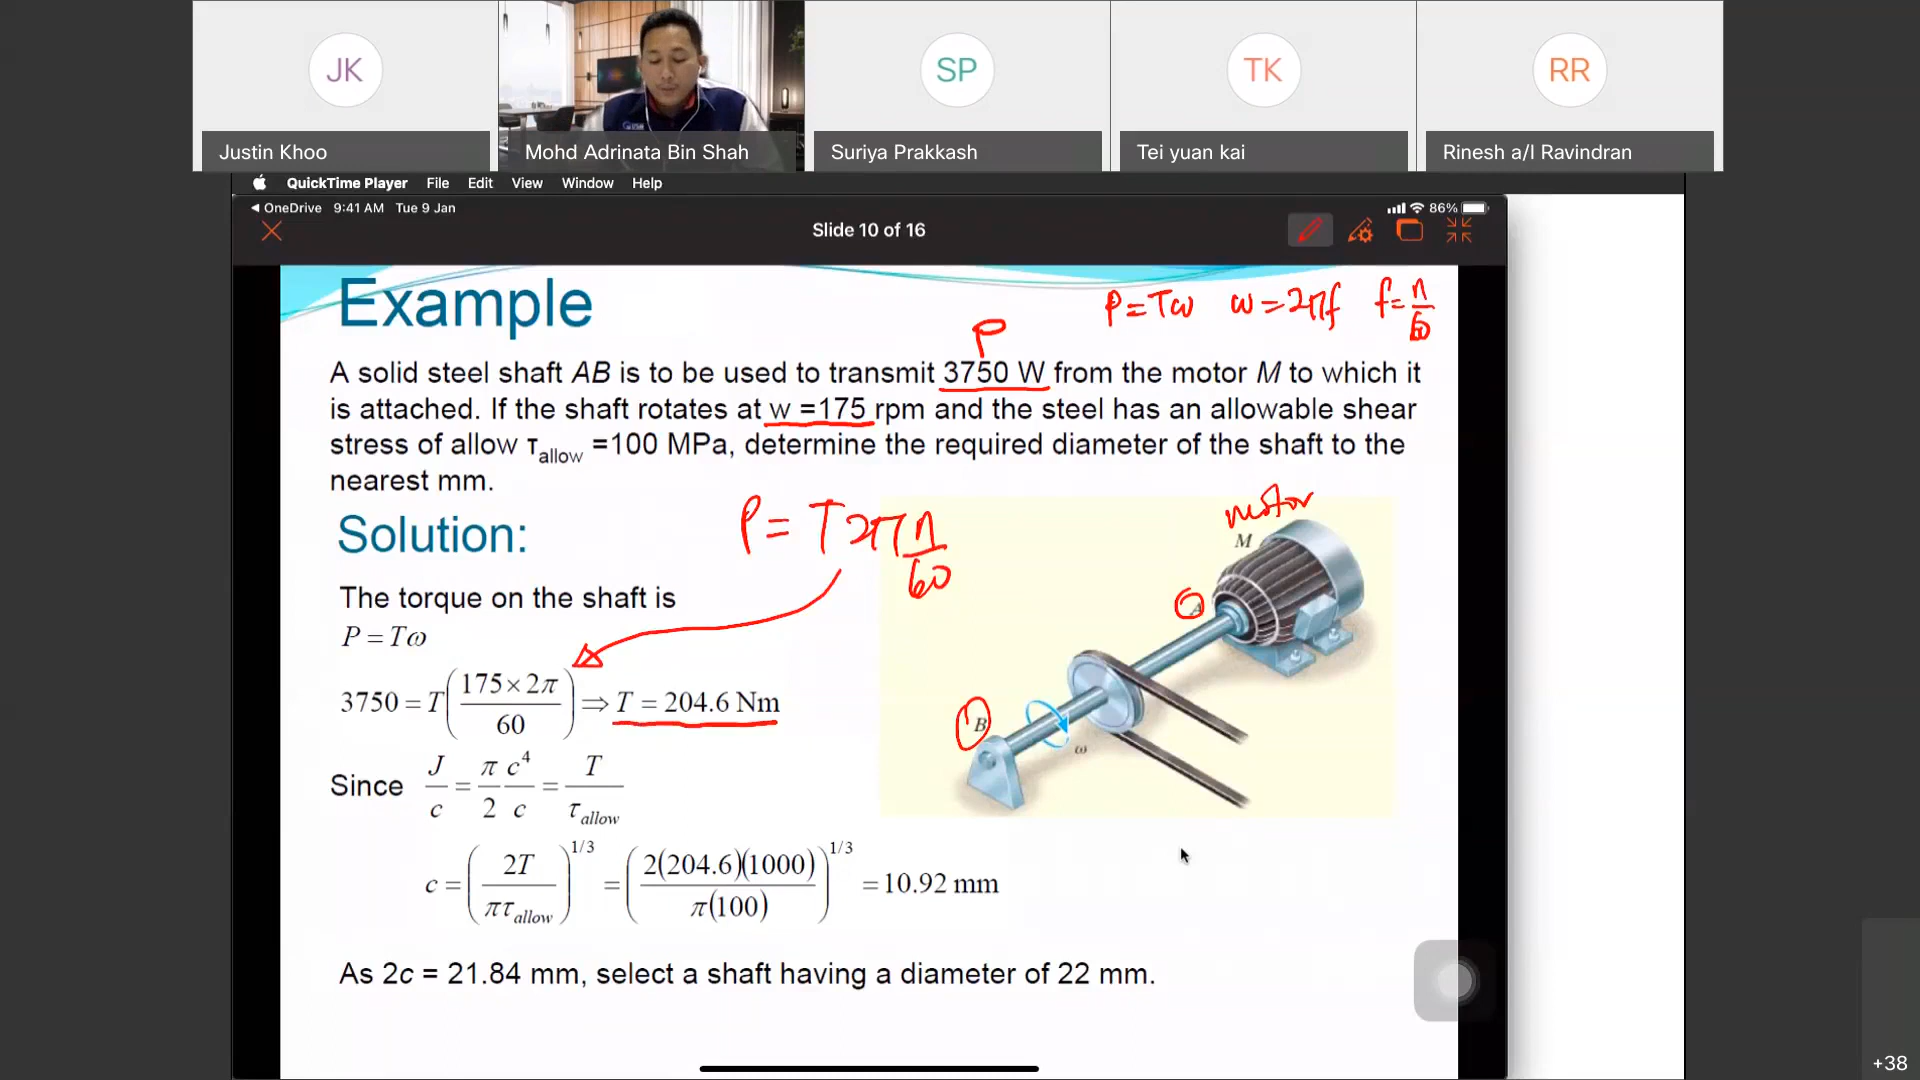 JK
SP
TK
RR
Justin Khoo
Mohd Adrinata Bin Shah
Suriya Prakkash
Tei yuan kai
Rinesh a/l Ravindran
QuickTime Player File Edit View Window Help
OneDrive 9:41 AM Tue 9 Jan
86%
Slide 10 of 16
Example
P = Tω ω = 2πf f = n/60
P
A solid steel shaft AB is to be used to transmit 3750 W from the motor M to which it
is attached. If the shaft rotates at w =175 rpm and the steel has an allowable shear
stress of allow τallow =100 MPa, determine the required diameter of the shaft to the
nearest mm.
Solution:
P = T2π n/60
motor
M
A
B
ω
The torque on the shaft is
P = Tω
3750 = T(175×2π/60) ⇒ T = 204.6 Nm
Since J/c = π/2 c⁴/c = T/τallow
c = (2T/πτallow)^1/3 = (2(204.6)(1000)/π(100))^1/3 = 10.92 mm
As 2c = 21.84 mm, select a shaft having a diameter of 22 mm.
+38